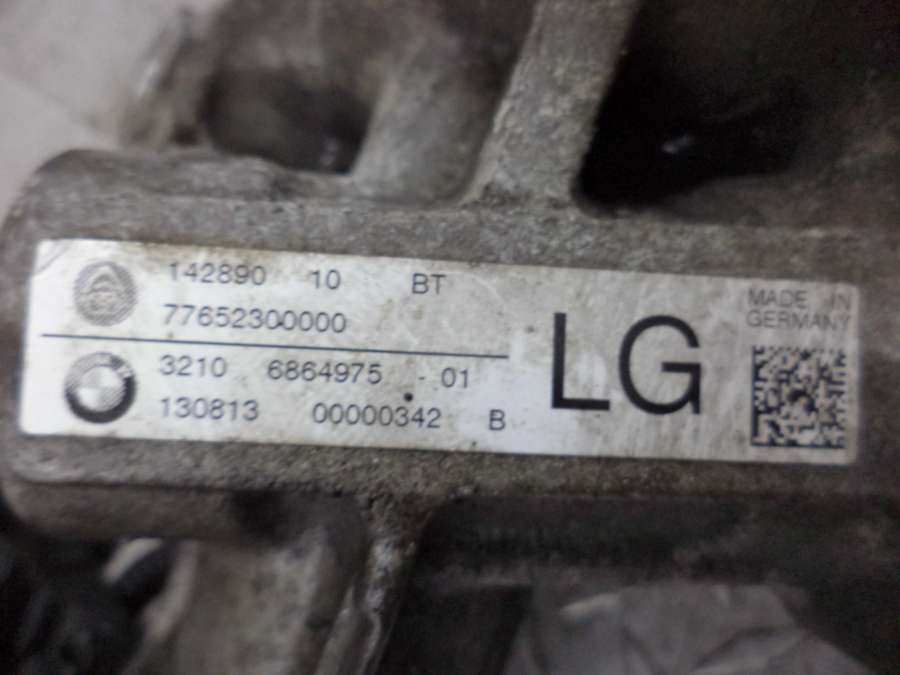 142890 10 BT
77652300000
3210 6864975 - 01
130813 00000342 B
LG
MADE IN
GERMANY